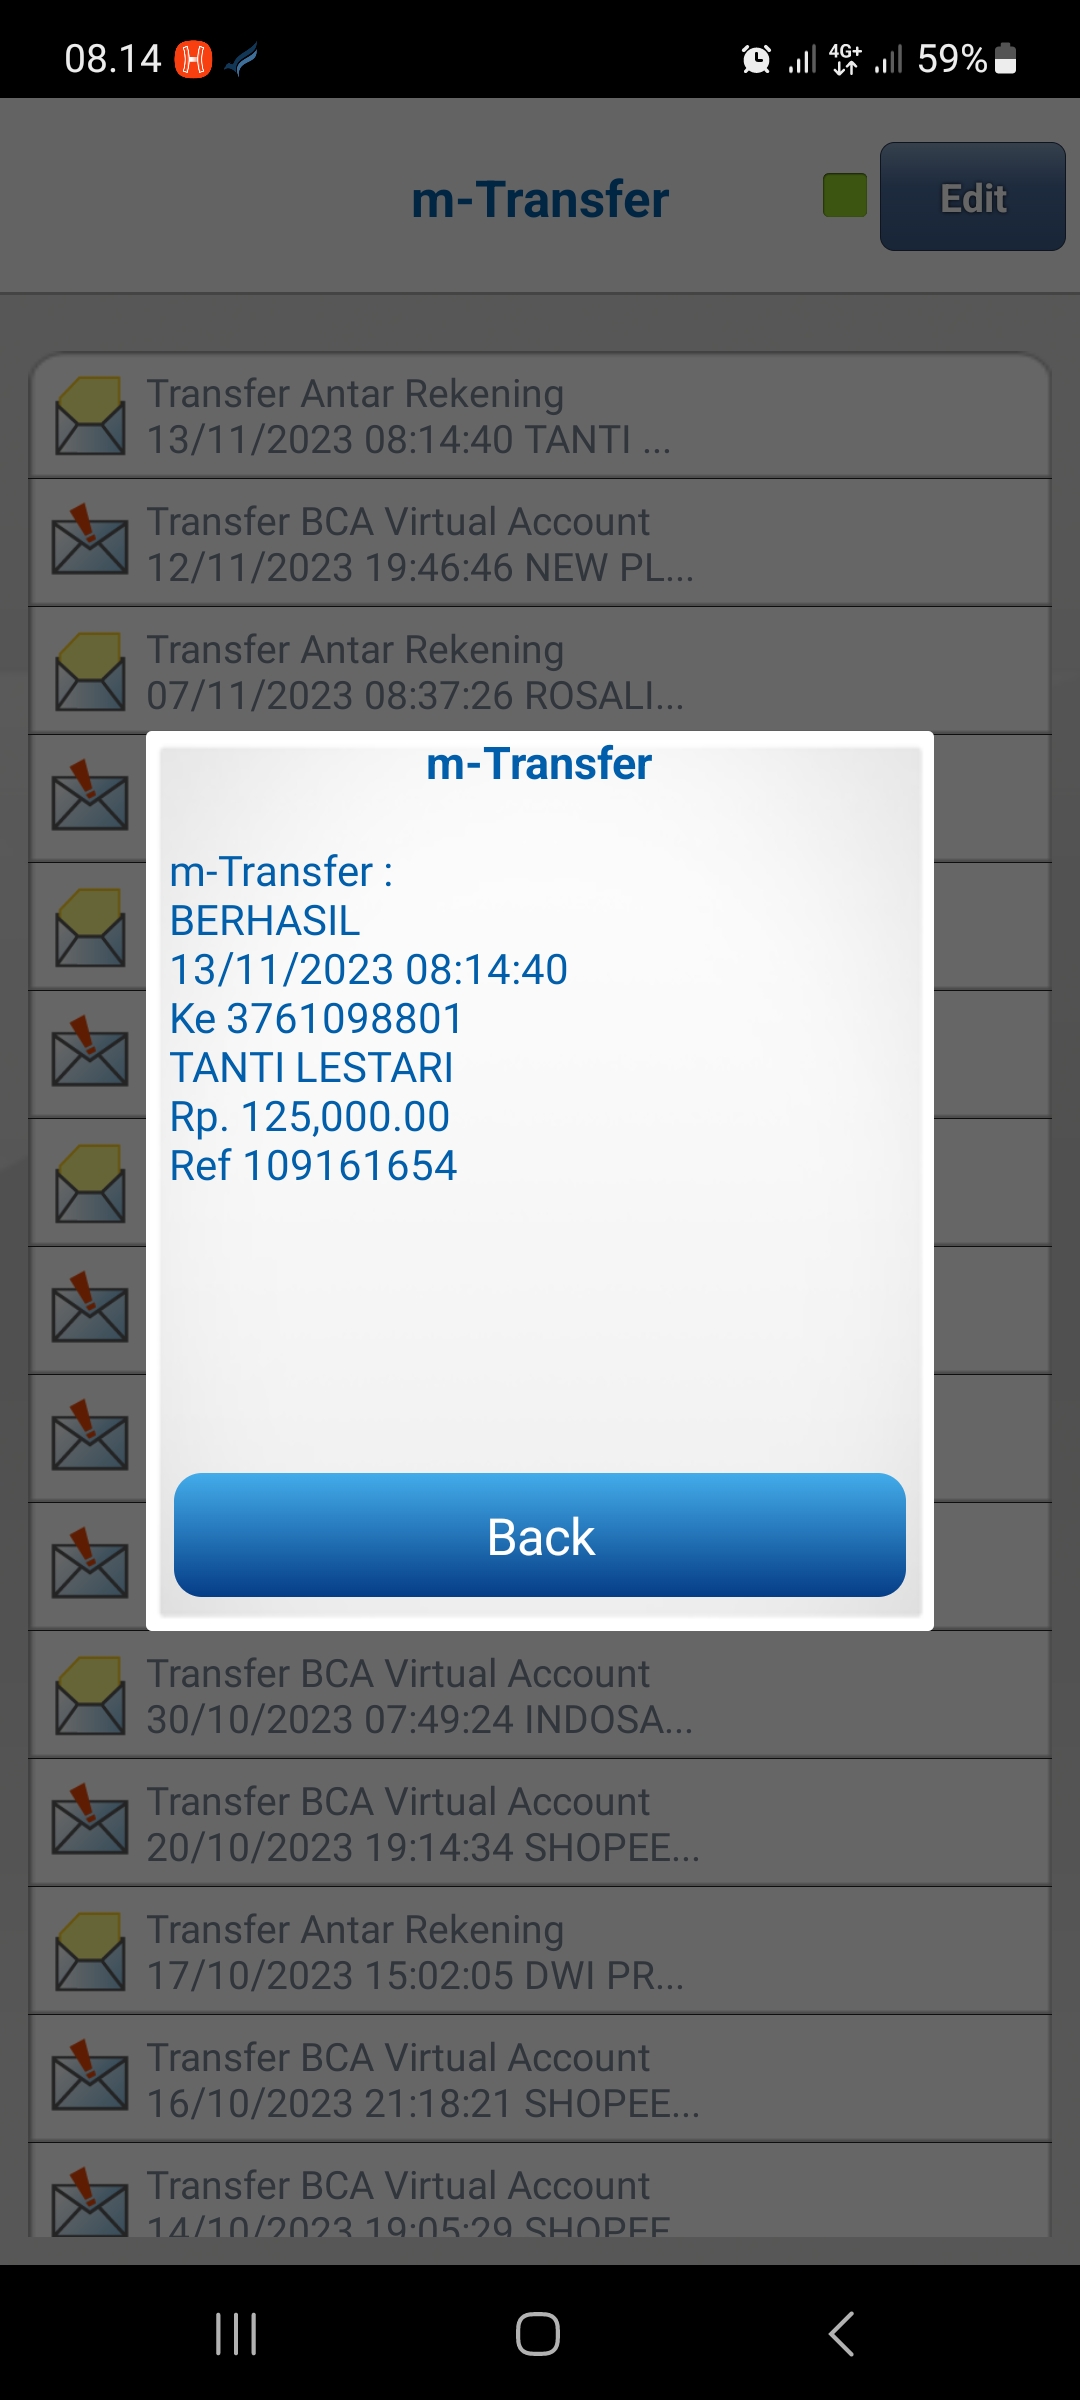 08.14
4G+
59%
m-Transfer
Edit
Transfer Antar Rekening
13/11/2023 08:14:40 TANTI ...
Transfer BCA Virtual Account
12/11/2023 19:46:46 NEW PL...
Transfer Antar Rekening
07/11/2023 08:37:26 ROSALI...
m-Transfer
m-Transfer :
BERHASIL
13/11/2023 08:14:40
Ke 3761098801
TANTI LESTARI
Rp. 125,000.00
Ref 109161654
Back
Transfer BCA Virtual Account
30/10/2023 07:49:24 INDOSA...
Transfer BCA Virtual Account
20/10/2023 19:14:34 SHOPEE...
Transfer Antar Rekening
17/10/2023 15:02:05 DWI PR...
Transfer BCA Virtual Account
16/10/2023 21:18:21 SHOPEE...
Transfer BCA Virtual Account
14/10/2023 19:05:29 SHOPEE